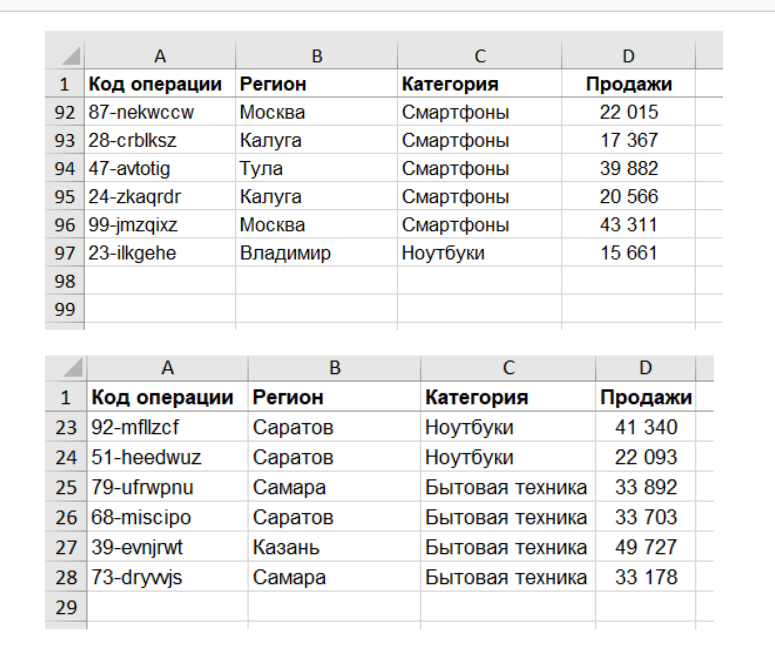 A B C D
1 Код операции Регион Категория Продажи
92 87-nekwccw Москва Смартфоны 22 015
93 28-crblksz Калуга Смартфоны 17 367
94 47-avtotig Тула Смартфоны 39 882
95 24-zkaqrdr Калуга Смартфоны 20 566
96 99-jmzqixz Москва Смартфоны 43 311
97 23-ilkgehe Владимир Ноутбуки 15 661
98
99
A B C D
1 Код операции Регион Категория Продажи
23 92-mfllzcf Саратов Ноутбуки 41 340
24 51-heedwuz Саратов Ноутбуки 22 093
25 79-ufrwpnu Самара Бытовая техника 33 892
26 68-miscipo Саратов Бытовая техника 33 703
27 39-evnjrwt Казань Бытовая техника 49 727
28 73-dryvvjs Самара Бытовая техника 33 178
29